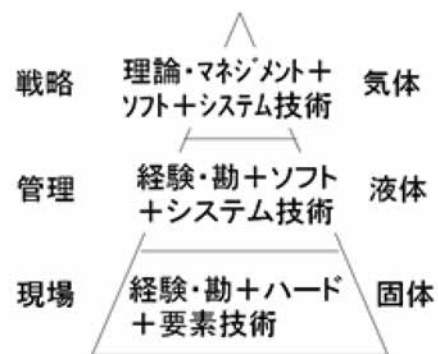 戦略
理論・マネジメント＋
ソフト＋システム技術
気体
管理
経験・勘＋ソフト
＋システム技術
液体
現場
経験・勘＋ハード
＋要素技術
固体